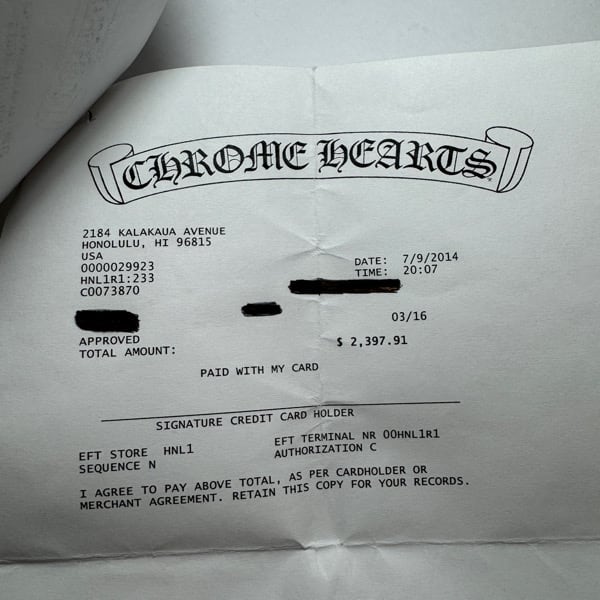 CHROME HEARTS
2184 KALAKAUA AVENUE
HONOLULU, HI 96815
USA
0000029923
HNL1R1:233
C0073870
DATE: 7/9/2014
TIME: 20:07
03/16
APPROVED
TOTAL AMOUNT: $ 2,397.91
PAID WITH MY CARD
SIGNATURE CREDIT CARD HOLDER
EFT STORE HNL1 EFT TERMINAL NR 00HNL1R1
SEQUENCE N AUTHORIZATION C
I AGREE TO PAY ABOVE TOTAL, AS PER CARDHOLDER OR
MERCHANT AGREEMENT. RETAIN THIS COPY FOR YOUR RECORDS.